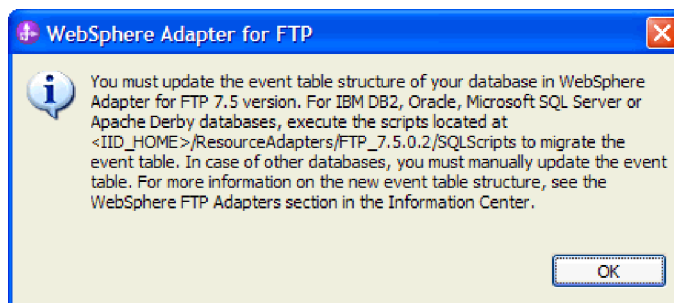 WebSphere Adapter for FTP
You must update the event table structure of your database in WebSphere
Adapter for FTP 7.5 version. For IBM DB2, Oracle, Microsoft SQL Server or
Apache Derby databases, execute the scripts located at
<IID_HOME>/ResourceAdapters/FTP_7.5.0.2/SQLScripts to migrate the
event table. In case of other databases, you must manually update the event
table. For more information on the new event table structure, see the
WebSphere FTP Adapters section in the Information Center.
OK